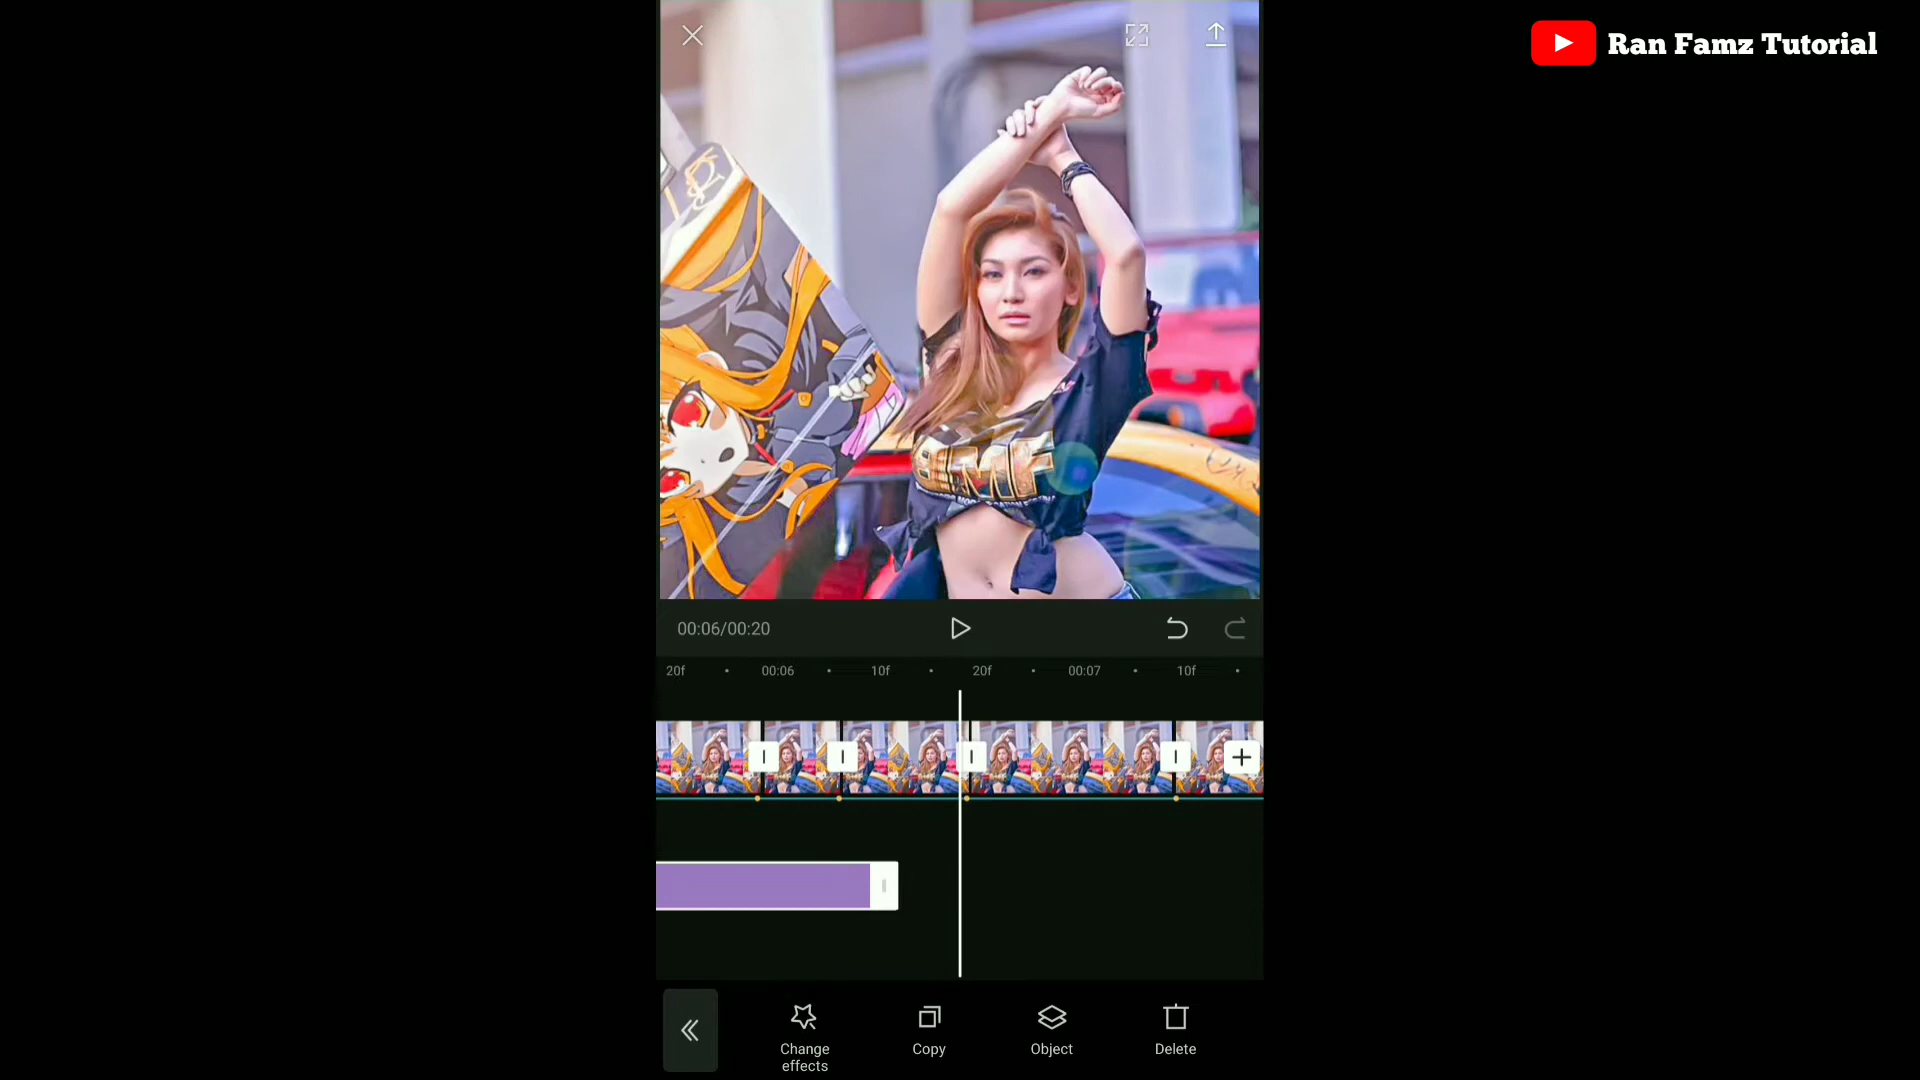 Ran Famz Tutorial
00:06/00:20
20f 00:06 10f 20f 00:07 10f
Change
effects
Copy
Object
Delete